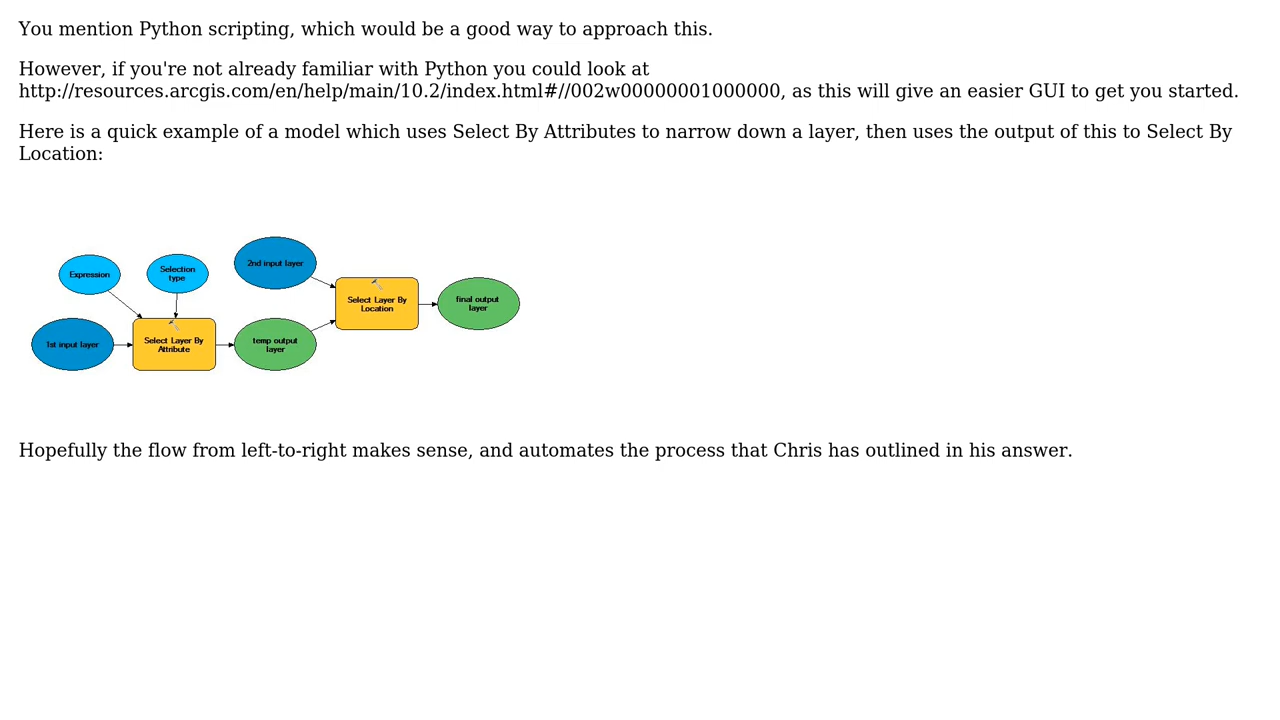 You mention Python scripting, which would be a good way to approach this.
However, if you're not already familiar with Python you could look at
http://resources.arcgis.com/en/help/main/10.2/index.html#//002w00000001000000, as this will give an easier GUI to get you started.
Here is a quick example of a model which uses Select By Attributes to narrow down a layer, then uses the output of this to Select By
Location:
Expression
Selection
type
2nd input layer
Select Layer By
Location
final output
layer
1st input layer
Select Layer By
Attribute
temp output
layer
Hopefully the flow from left-to-right makes sense, and automates the process that Chris has outlined in his answer.